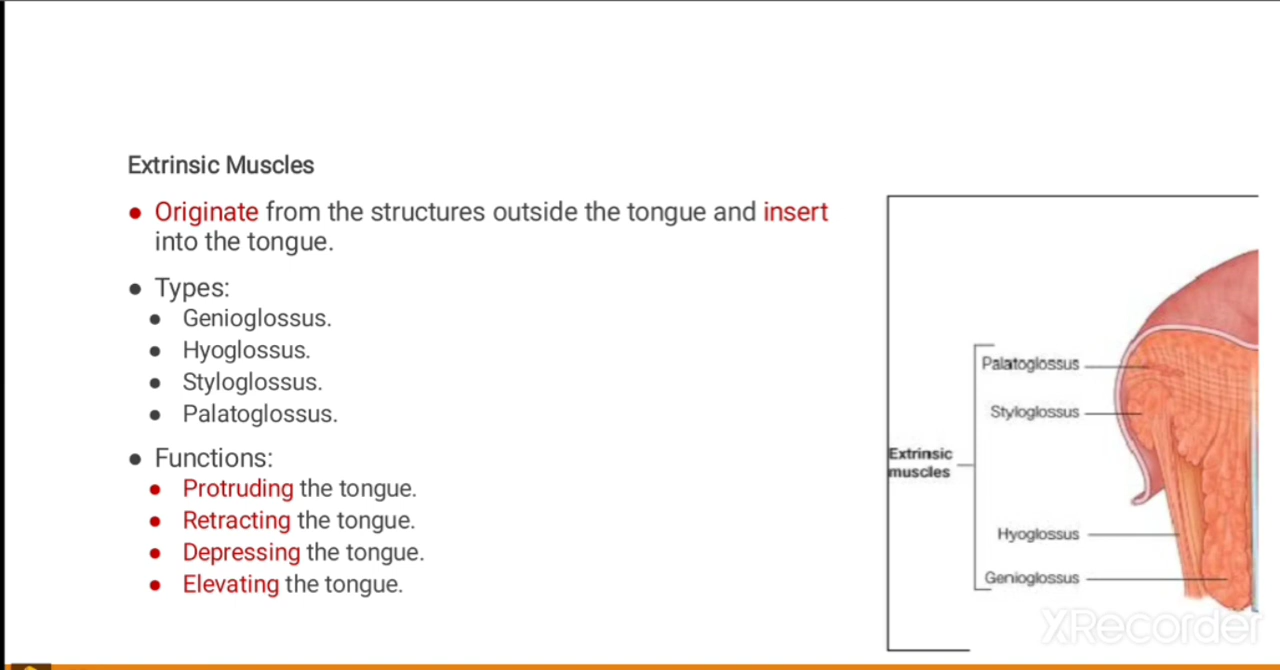 Extrinsic Muscles
● Originate from the structures outside the tongue and insert
into the tongue.
● Types:
● Genioglossus.
● Hyoglossus.
● Styloglossus.
● Palatoglossus.
● Functions:
● Protruding the tongue.
● Retracting the tongue.
● Depressing the tongue.
● Elevating the tongue.
Palatoglossus
Styloglossus
Extrinsic
muscles
Hyoglossus
Genioglossus
XRecorder